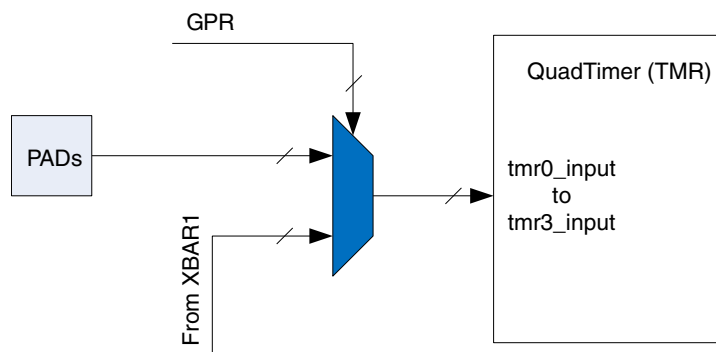 GPR
QuadTimer (TMR)
PADs
tmr0_input
to
tmr3_input
From XBAR1